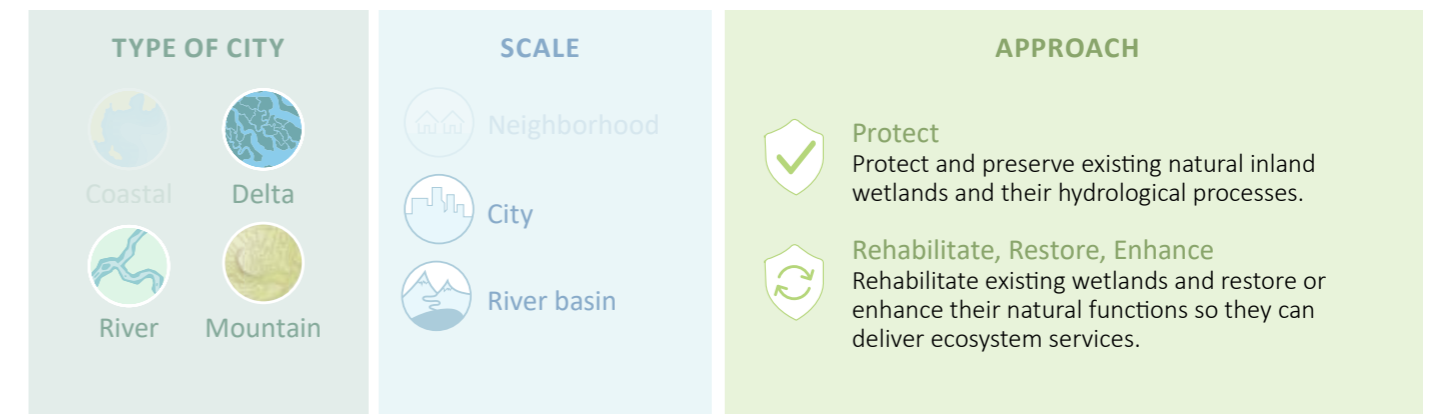 TYPE OF CITY
Coastal
Delta
River
Mountain
SCALE
Neighborhood
City
River basin
APPROACH
Protect
Protect and preserve existing natural inland
wetlands and their hydrological processes.
Rehabilitate, Restore, Enhance
Rehabilitate existing wetlands and restore or
enhance their natural functions so they can
deliver ecosystem services.